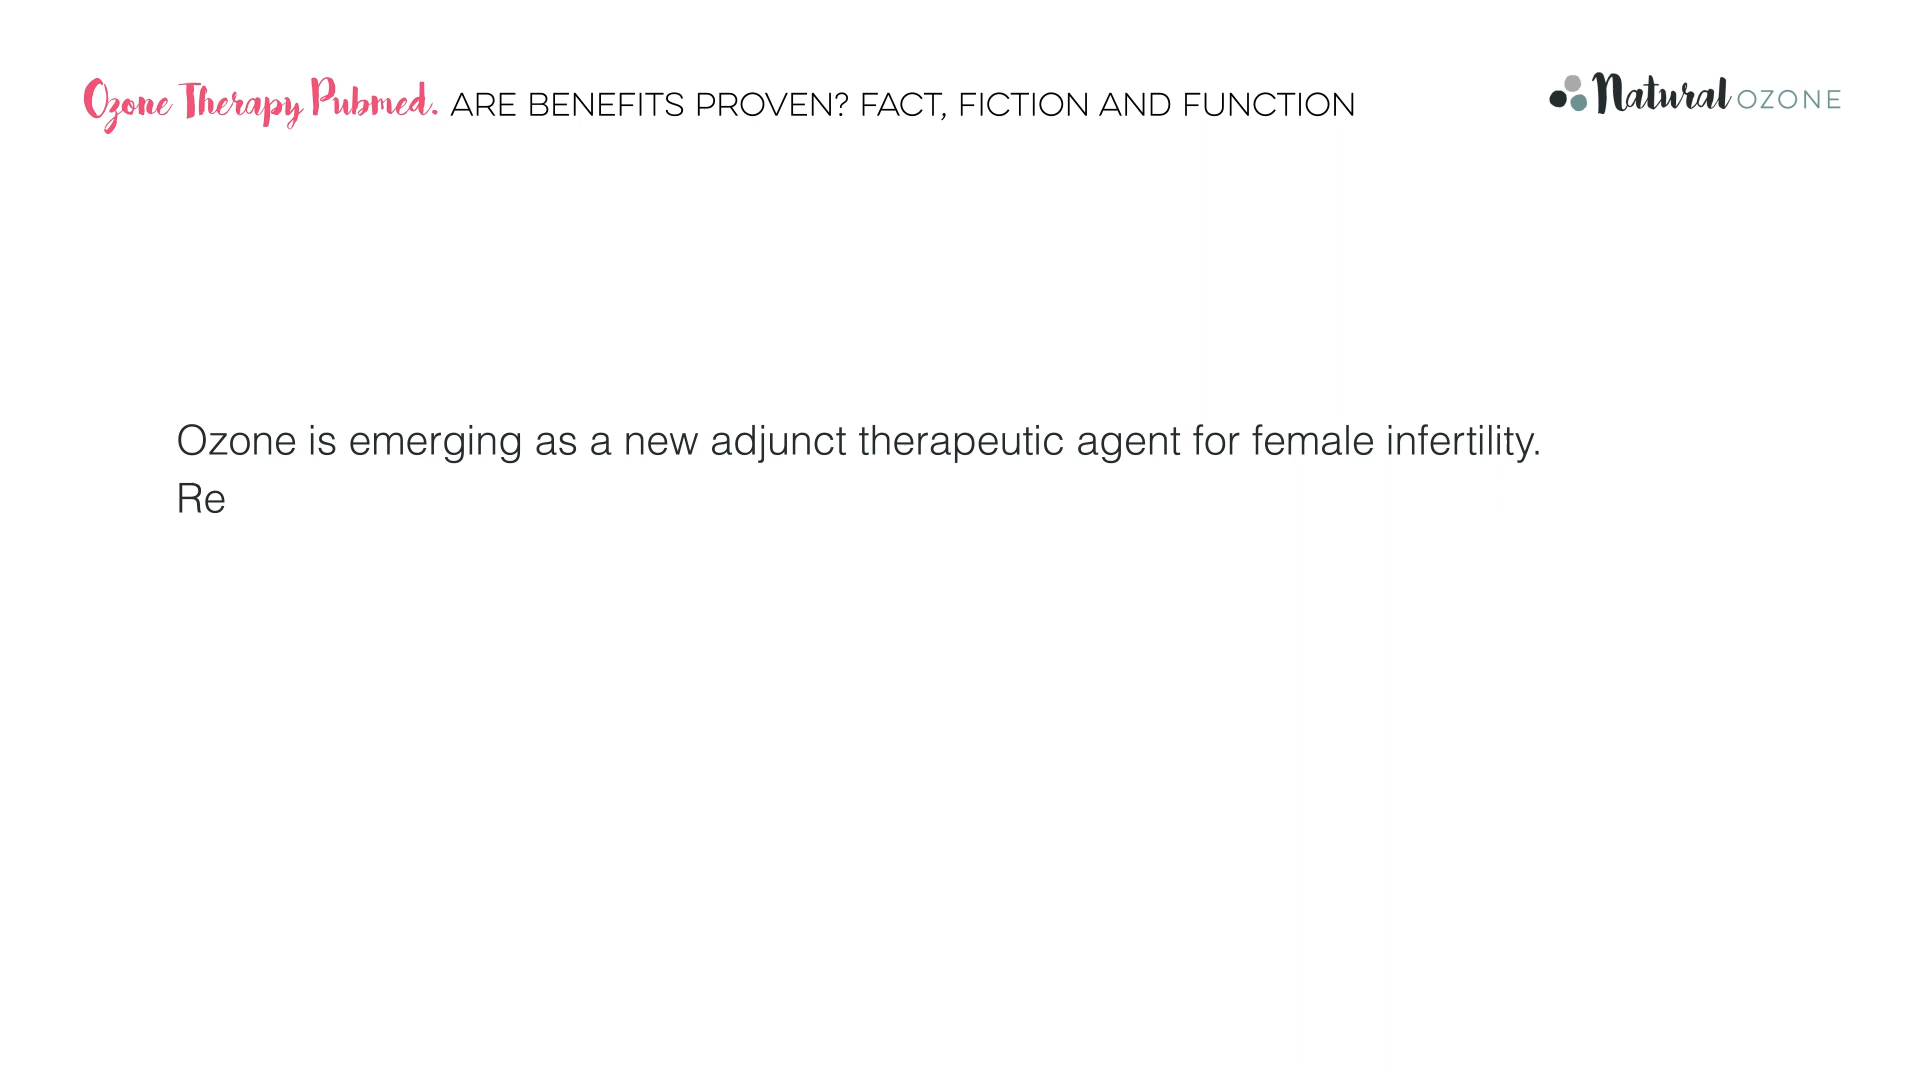 Ozone Therapy Pubmed. ARE BENEFITS PROVEN? FACT, FICTION AND FUNCTION
Natural OZONE
Ozone is emerging as a new adjunct therapeutic agent for female infertility.
Re